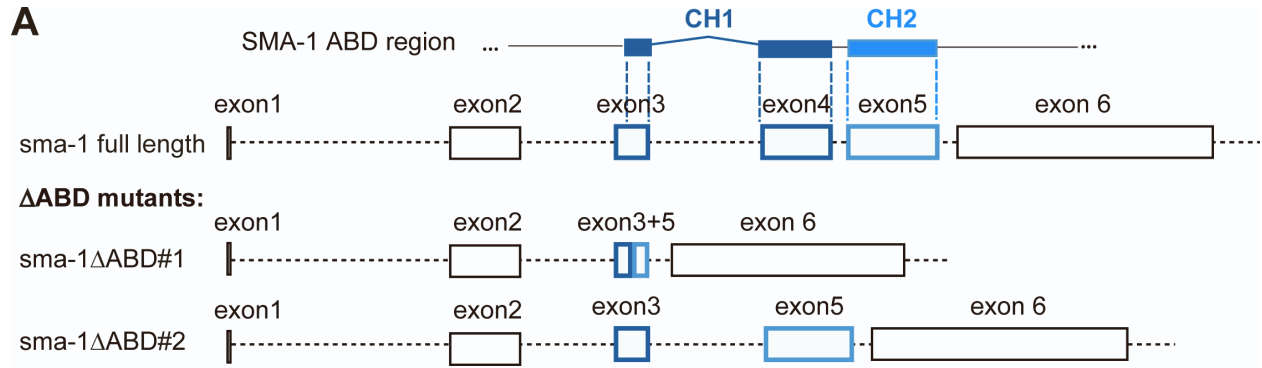 A
CH1 CH2
SMA-1 ABD region ... ...
exon1 exon2 exon3 exon4 exon5 exon 6
sma-1 full length
ΔABD mutants:
exon1 exon2 exon3+5 exon 6
sma-1ΔABD#1
exon1 exon2 exon3 exon5 exon 6
sma-1ΔABD#2